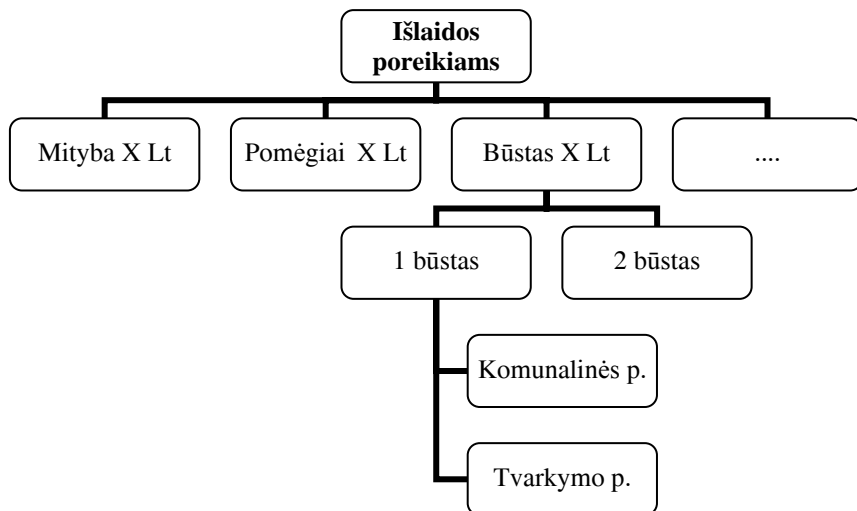 Išlaidos
poreikiams
Mityba X Lt
Pomėgiai X Lt
Būstas X Lt
....
1 būstas
2 būstas
Komunalinės p.
Tvarkymo p.